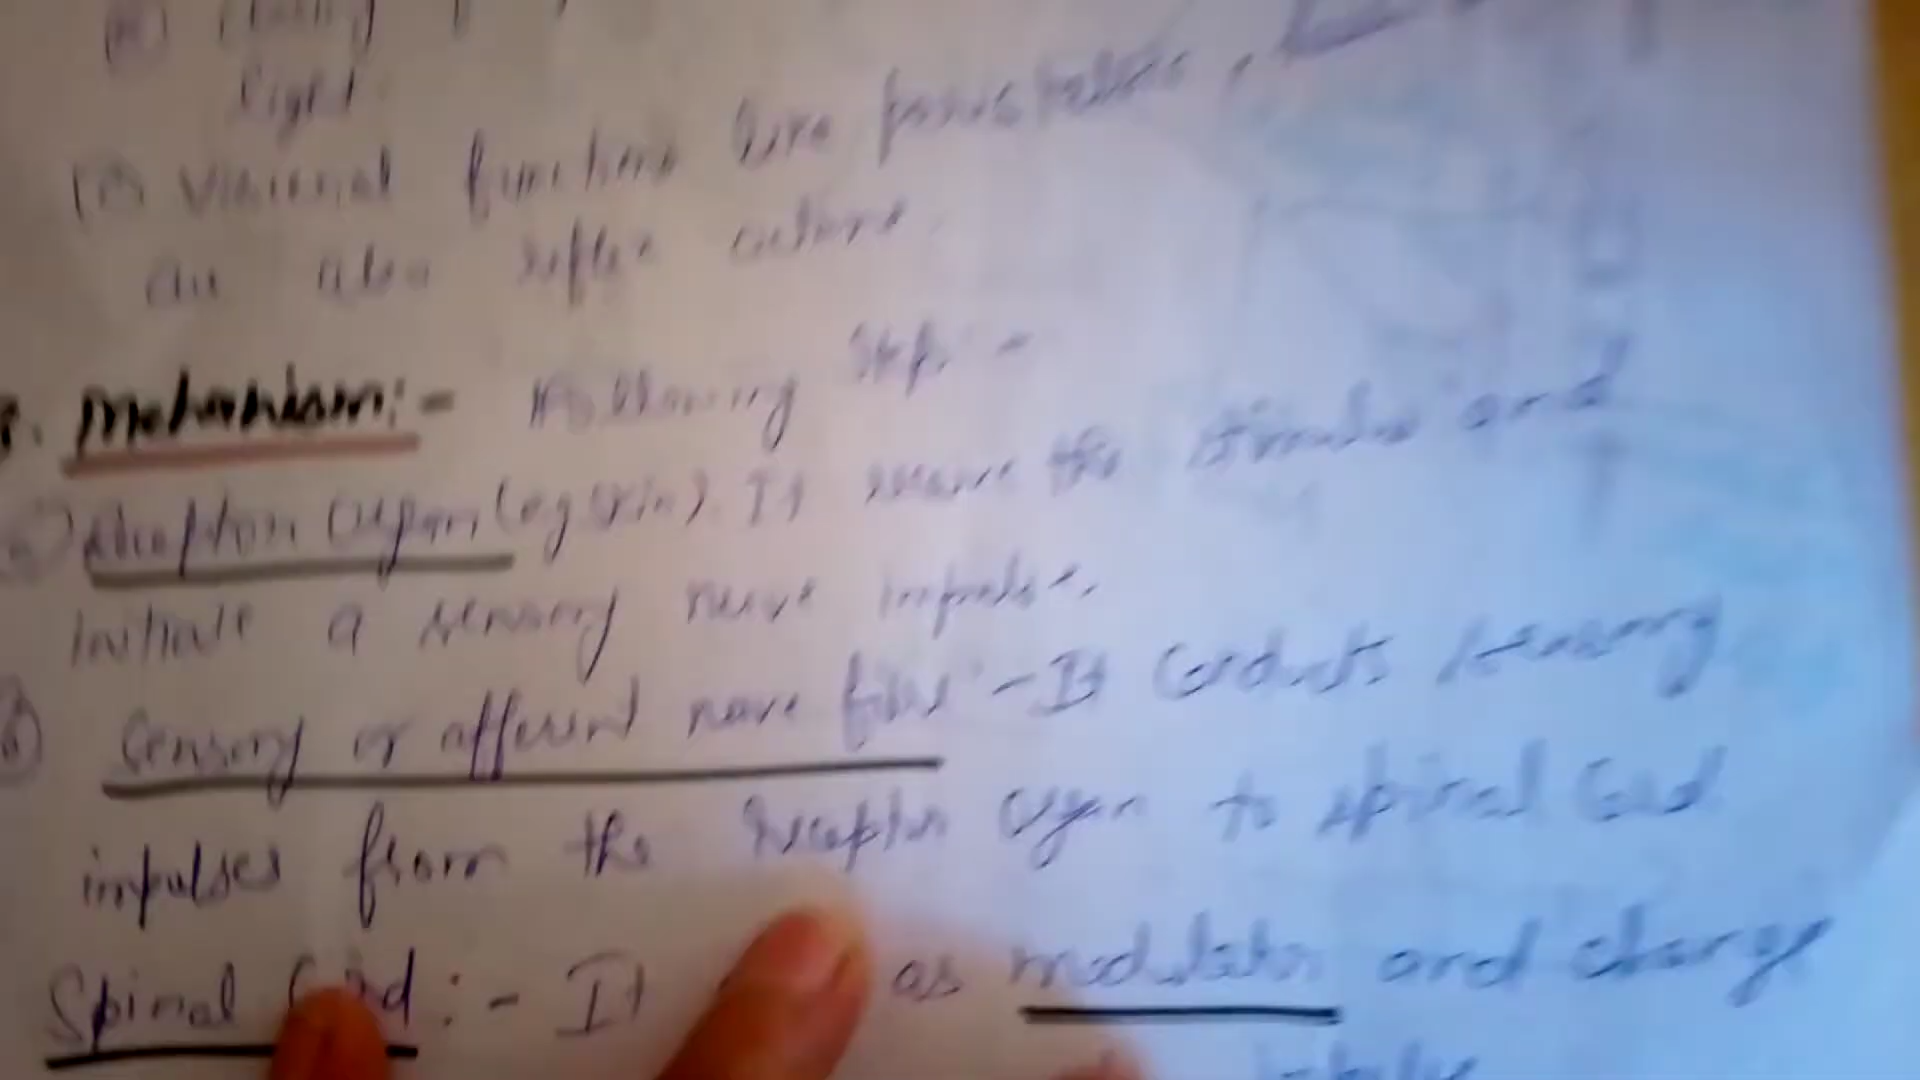 light.
Visceral functions like peristalsis,
are also reflex actions.
Mechanism:- Following steps:-
Receptor Organ (eg. skin). It receive the stimulus and
initiate a sensory nerve impulse.
Sensory or afferent nerve fibre - It conducts sensory
impulses from the receptor organ to spinal cord
Spinal Cord :- It as modulator and change